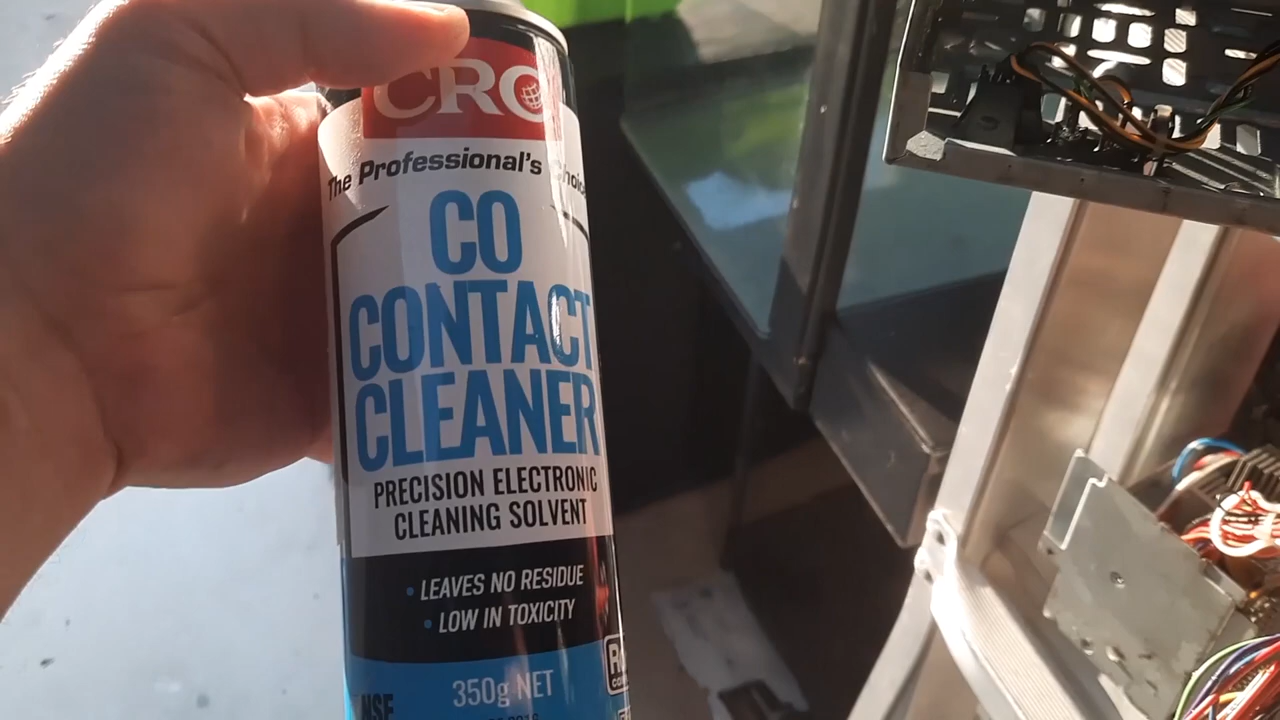 CRC
The Professional's Choice
CO
CONTACT
CLEANER
PRECISION ELECTRONIC
CLEANING SOLVENT
• LEAVES NO RESIDUE
• LOW IN TOXICITY
350g NET
NSF